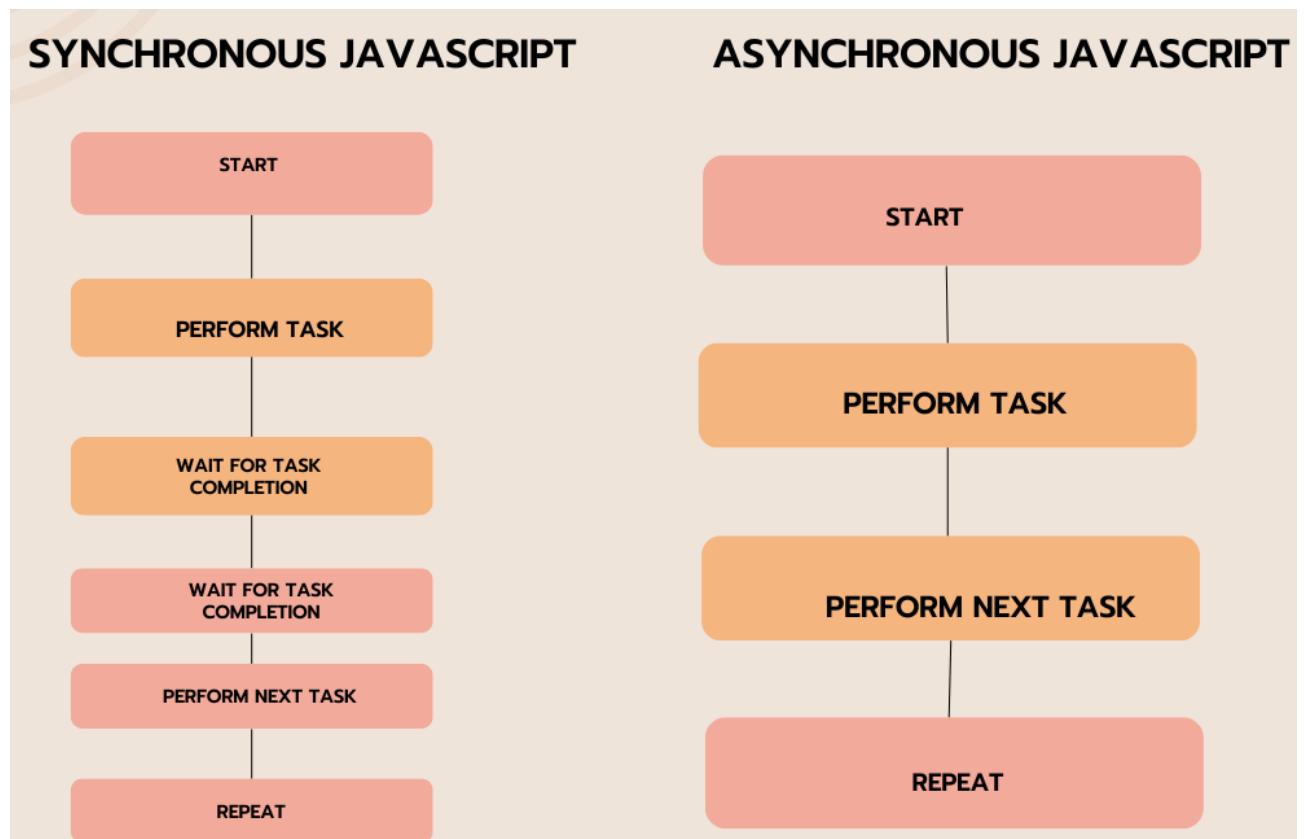 SYNCHRONOUS JAVASCRIPT
START
PERFORM TASK
WAIT FOR TASK
COMPLETION
WAIT FOR TASK
COMPLETION
PERFORM NEXT TASK
REPEAT
ASYNCHRONOUS JAVASCRIPT
START
PERFORM TASK
PERFORM NEXT TASK
REPEAT